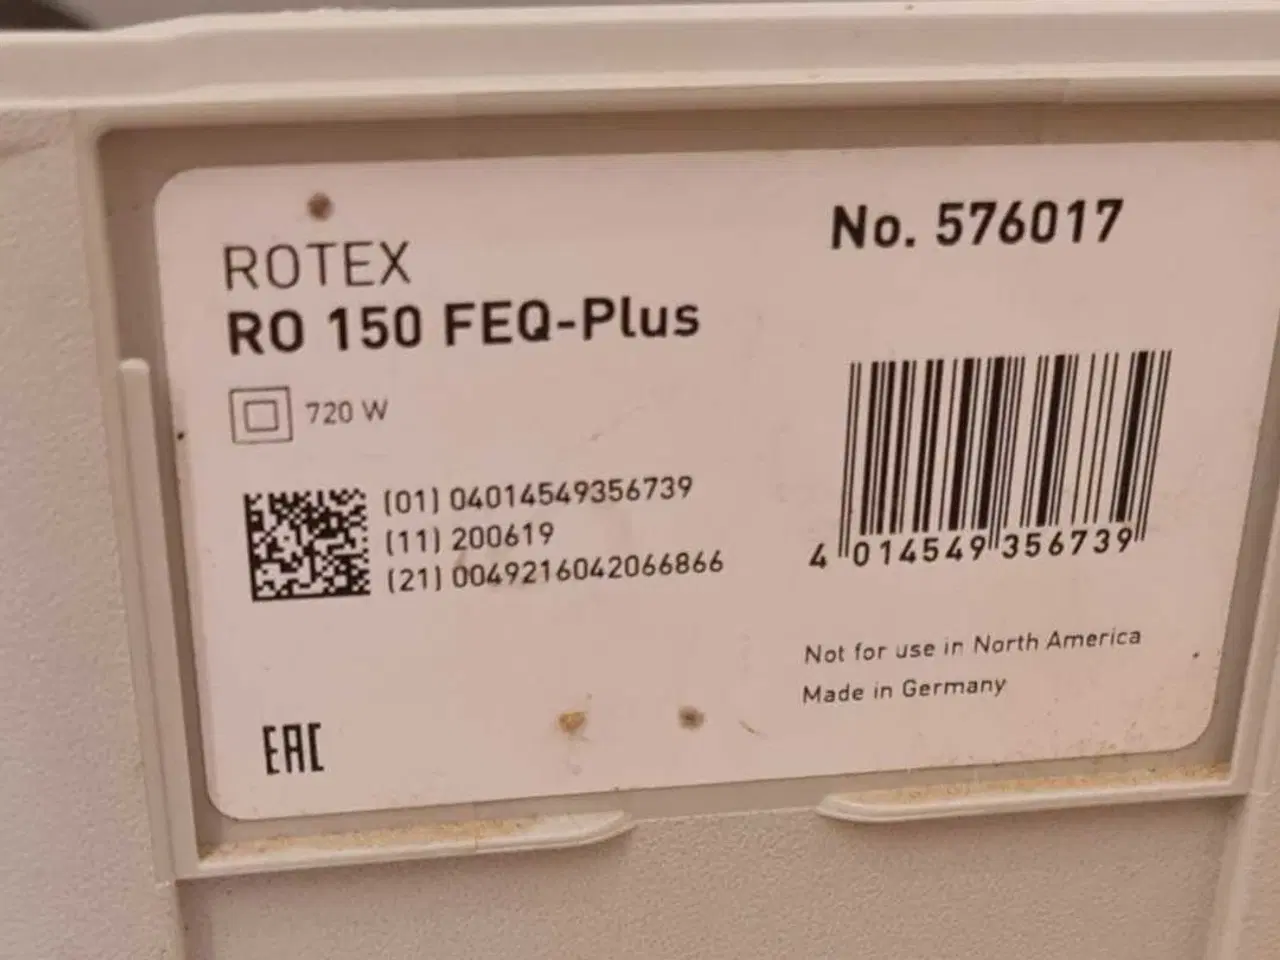 ROTEX
RO 150 FEQ-Plus
720 W
(01) 04014549356739
(11) 200619
(21) 0049216042066866
EAC
No. 576017
4 014549 356739
Not for use in North America
Made in Germany